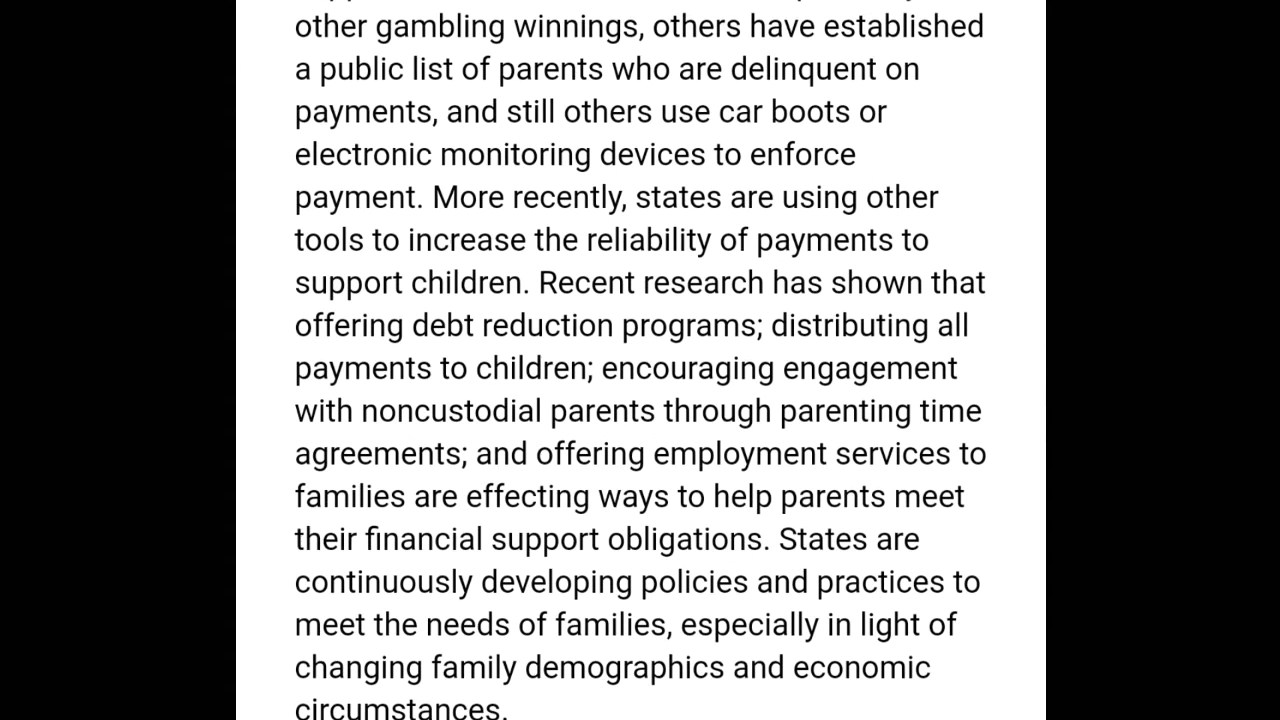 other gambling winnings, others have established
a public list of parents who are delinquent on
payments, and still others use car boots or
electronic monitoring devices to enforce
payment. More recently, states are using other
tools to increase the reliability of payments to
support children. Recent research has shown that
offering debt reduction programs; distributing all
payments to children; encouraging engagement
with noncustodial parents through parenting time
agreements; and offering employment services to
families are effecting ways to help parents meet
their financial support obligations. States are
continuously developing policies and practices to
meet the needs of families, especially in light of
changing family demographics and economic
circumstances.